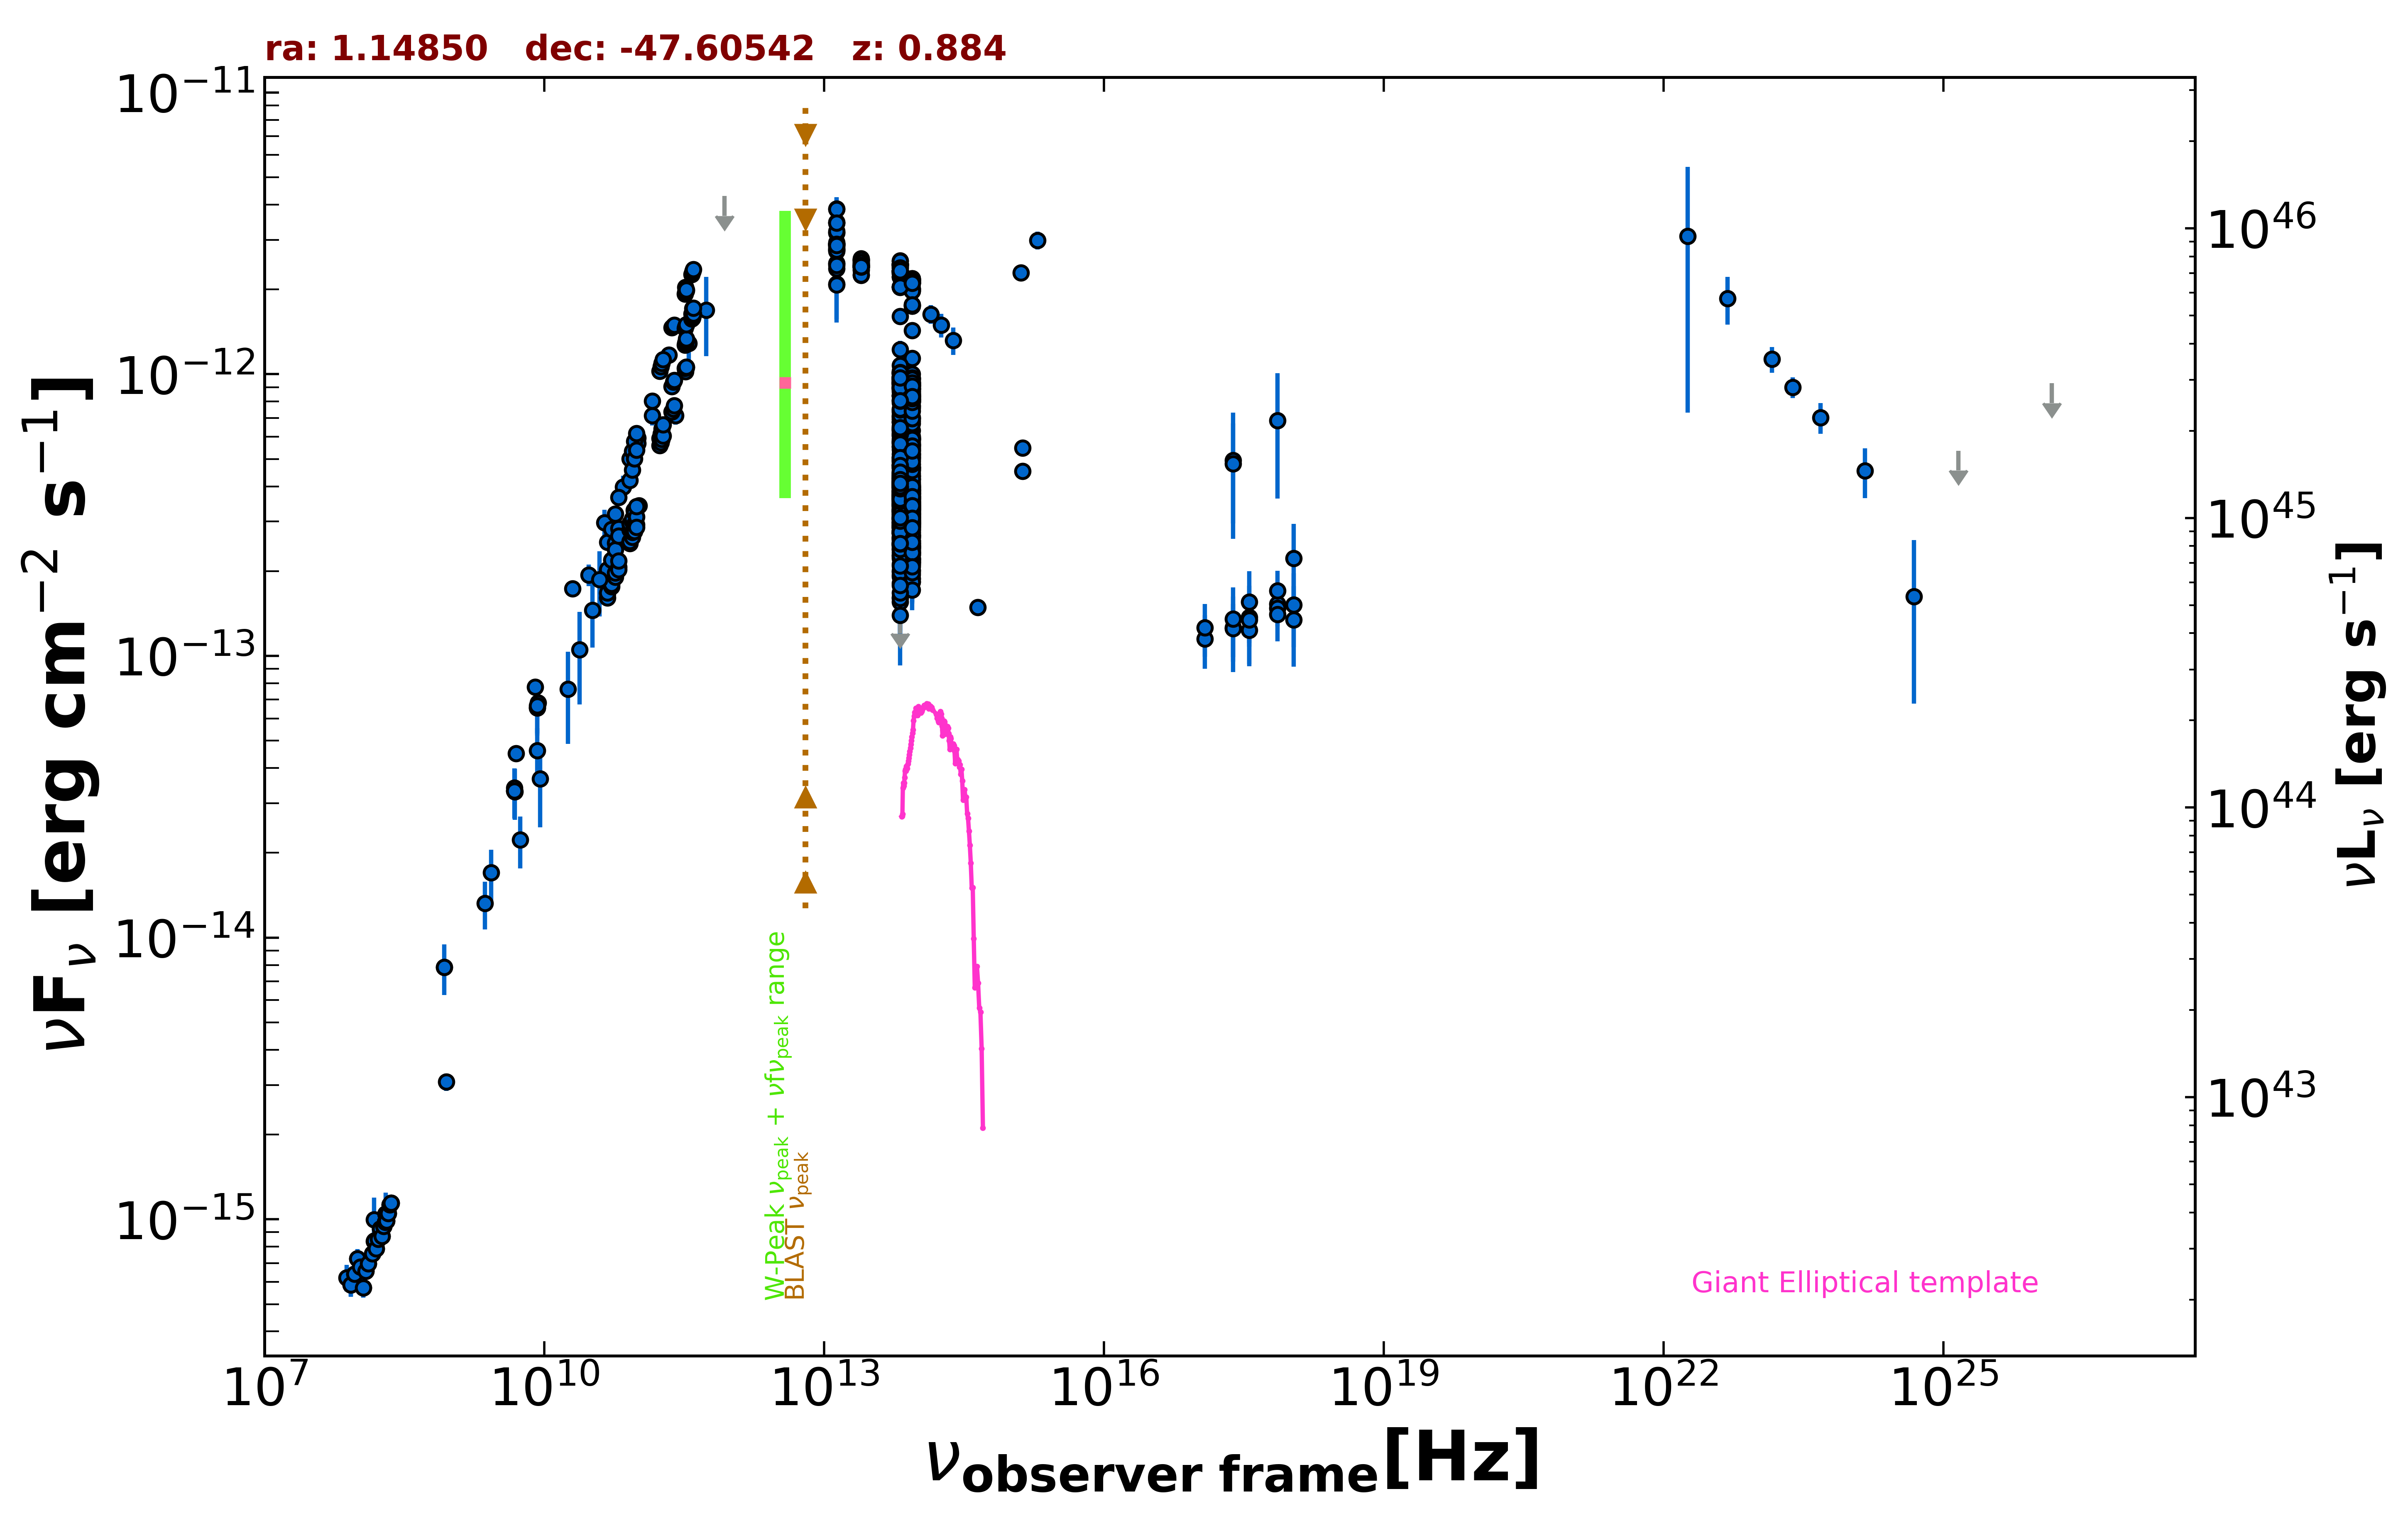 ra: 1.14850   dec: -47.60542   z: 0.884
10⁻¹¹
10⁻¹²
10⁻¹³
10⁻¹⁴
10⁻¹⁵
νFν [erg cm⁻² s⁻¹]
10⁴⁶
10⁴⁵
10⁴⁴
10⁴³
νLν [erg s⁻¹]
W-Peak νpeak + νfνpeak range
BLAST νpeak
Giant Elliptical template
10⁷ 10¹⁰ 10¹³ 10¹⁶ 10¹⁹ 10²² 10²⁵
νobserver frame [Hz]